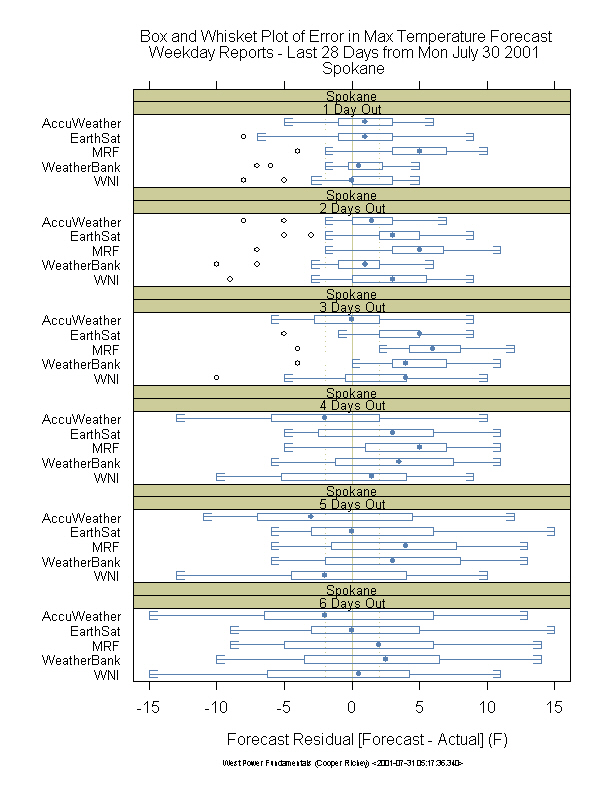 Box and Whisket Plot of Error in Max Temperature Forecast
Weekday Reports - Last 28 Days from Mon July 30 2001
Spokane
Spokane
1 Day Out
AccuWeather
EarthSat
MRF
WeatherBank
WNI
Spokane
2 Days Out
AccuWeather
EarthSat
MRF
WeatherBank
WNI
Spokane
3 Days Out
AccuWeather
EarthSat
MRF
WeatherBank
WNI
Spokane
4 Days Out
AccuWeather
EarthSat
MRF
WeatherBank
WNI
Spokane
5 Days Out
AccuWeather
EarthSat
MRF
WeatherBank
WNI
Spokane
6 Days Out
AccuWeather
EarthSat
MRF
WeatherBank
WNI
-15 -10 -5 0 5 10 15
Forecast Residual [Forecast - Actual] (F)
West Power Fundamentals (Cooper Richey) <2001-07-31 05:17:36.340>